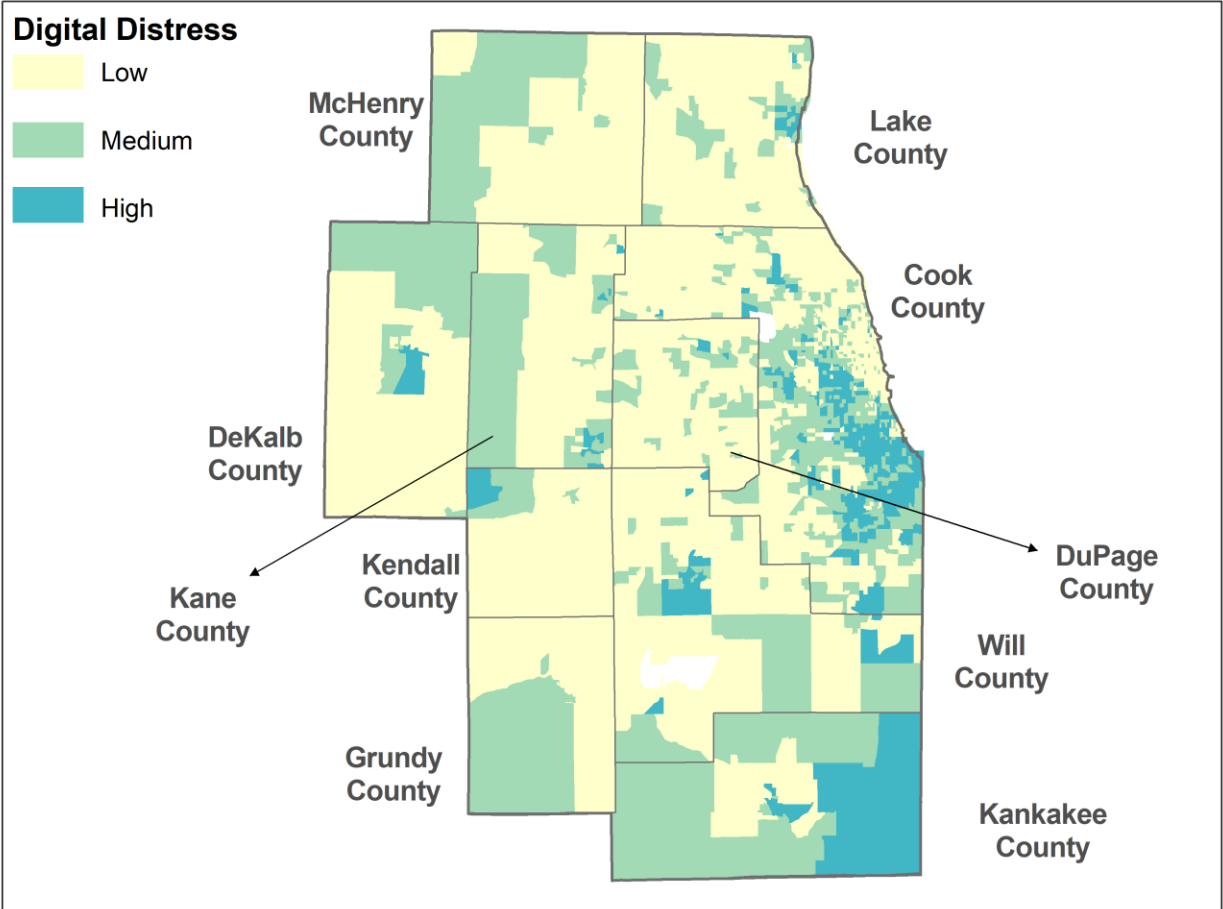 Digital Distress
Low
Medium
High
McHenry
County
Lake
County
Cook
County
DeKalb
County
Kane
County
Kendall
County
DuPage
County
Will
County
Grundy
County
Kankakee
County